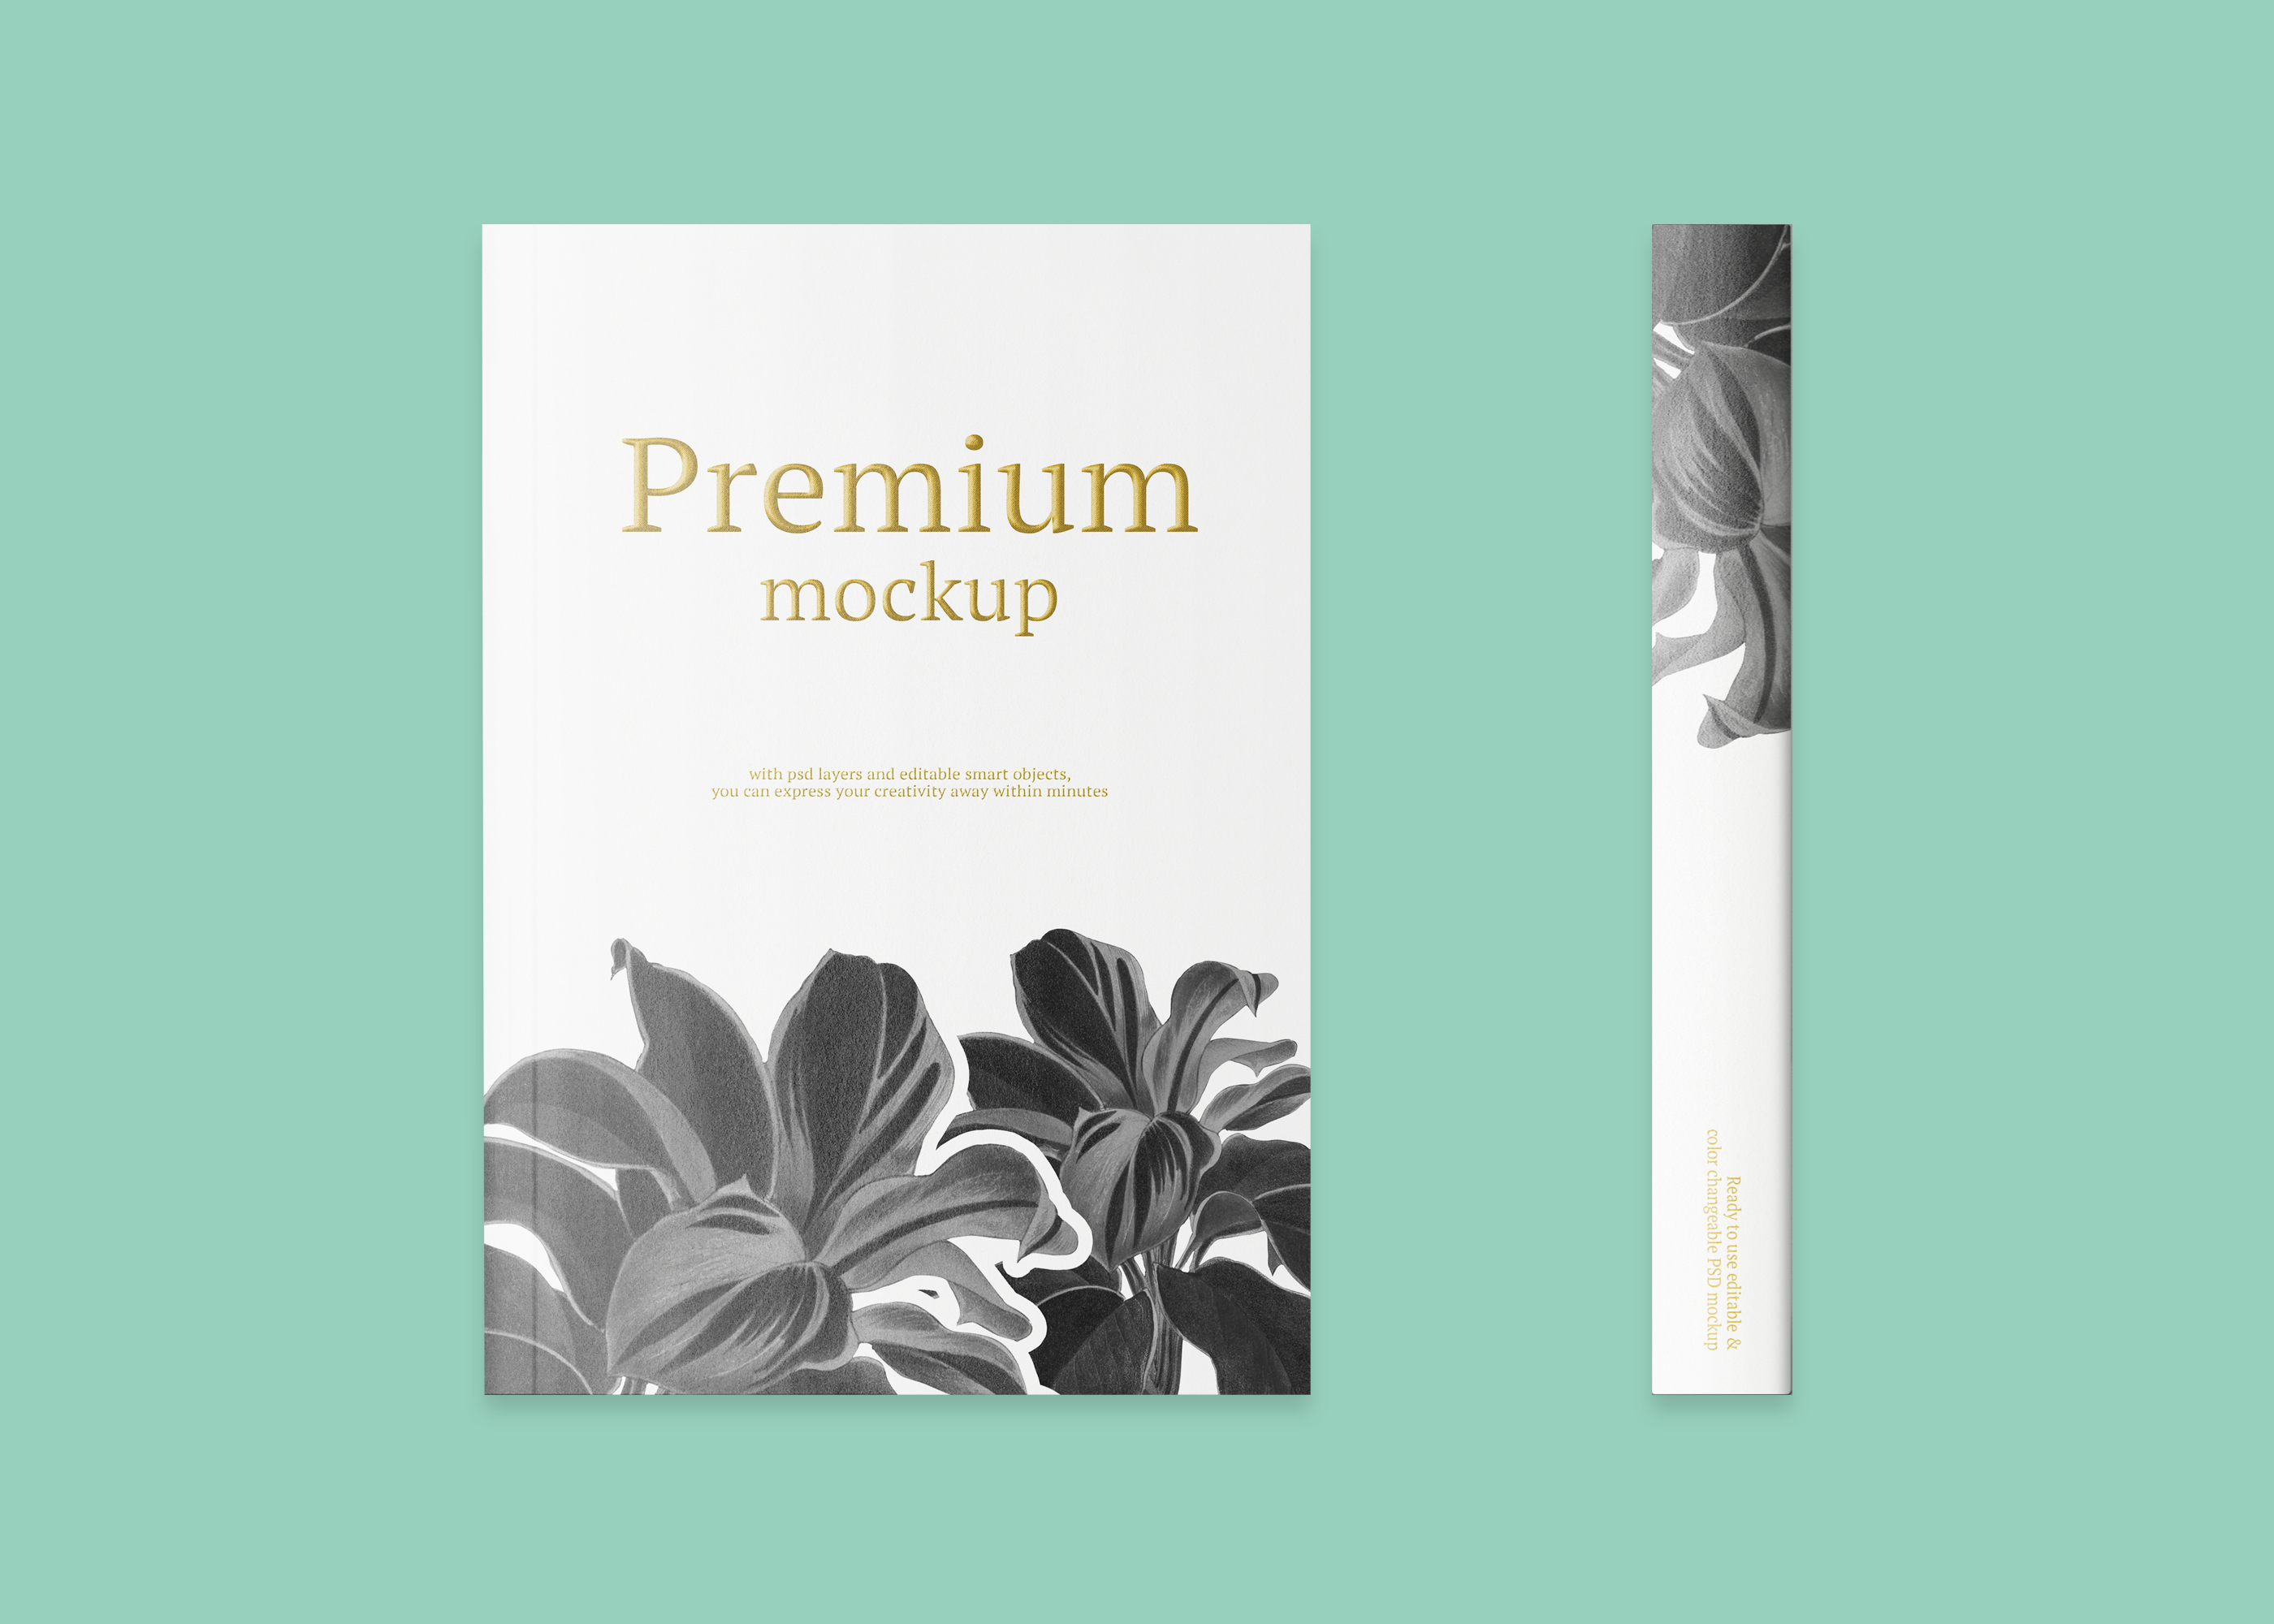 Premium
mockup
with psd layers and editable smart objects,
you can express your creativity away within minutes
Ready to use editable &
color changeable PSD mockup